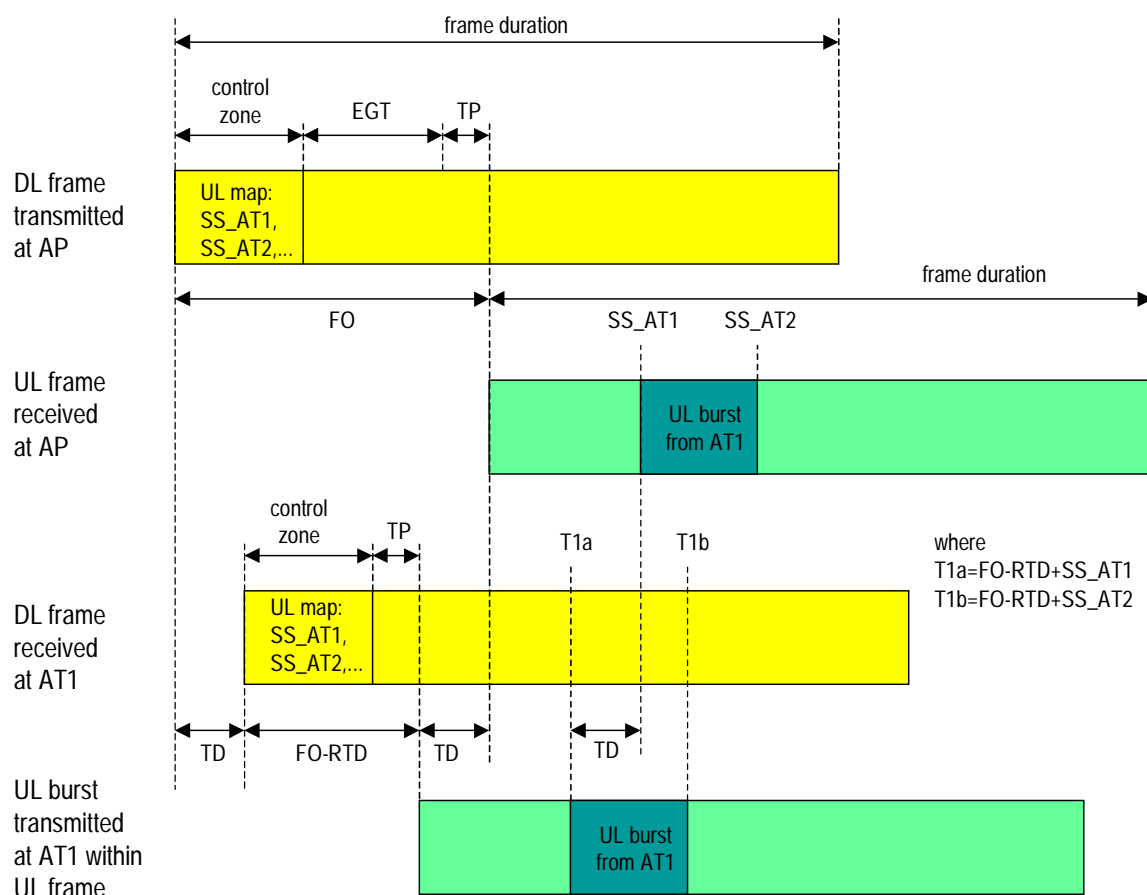 frame duration
control
zone
EGT
TP
DL frame
transmitted
at AP
UL map:
SS_AT1,
SS_AT2,...
frame duration
FO
SS_AT1
SS_AT2
UL frame
received
at AP
UL burst
from AT1
control
zone
TP
T1a
T1b
where
T1a=FO-RTD+SS_AT1
T1b=FO-RTD+SS_AT2
DL frame
received
at AT1
UL map:
SS_AT1,
SS_AT2,...
TD
FO-RTD
TD
TD
UL burst
transmitted
at AT1 within
UL frame
UL burst
from AT1